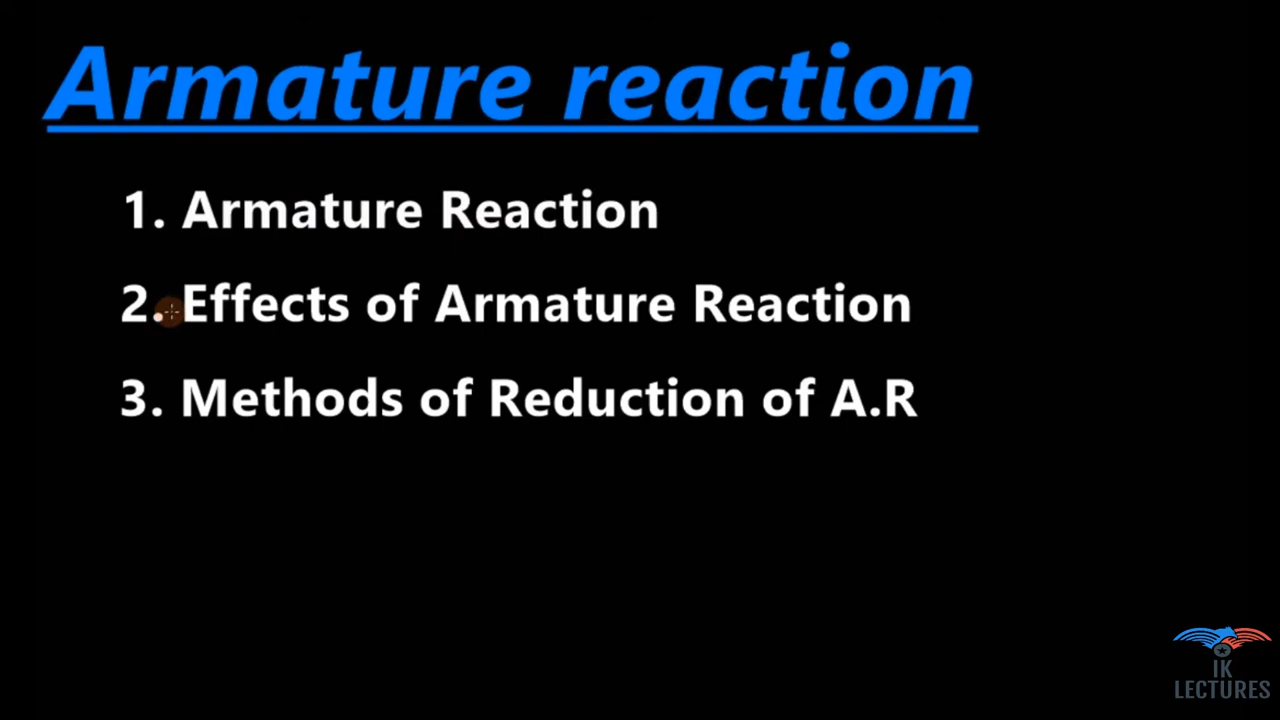 Armature reaction
1. Armature Reaction
2. Effects of Armature Reaction
3. Methods of Reduction of A.R
IK
LECTURES